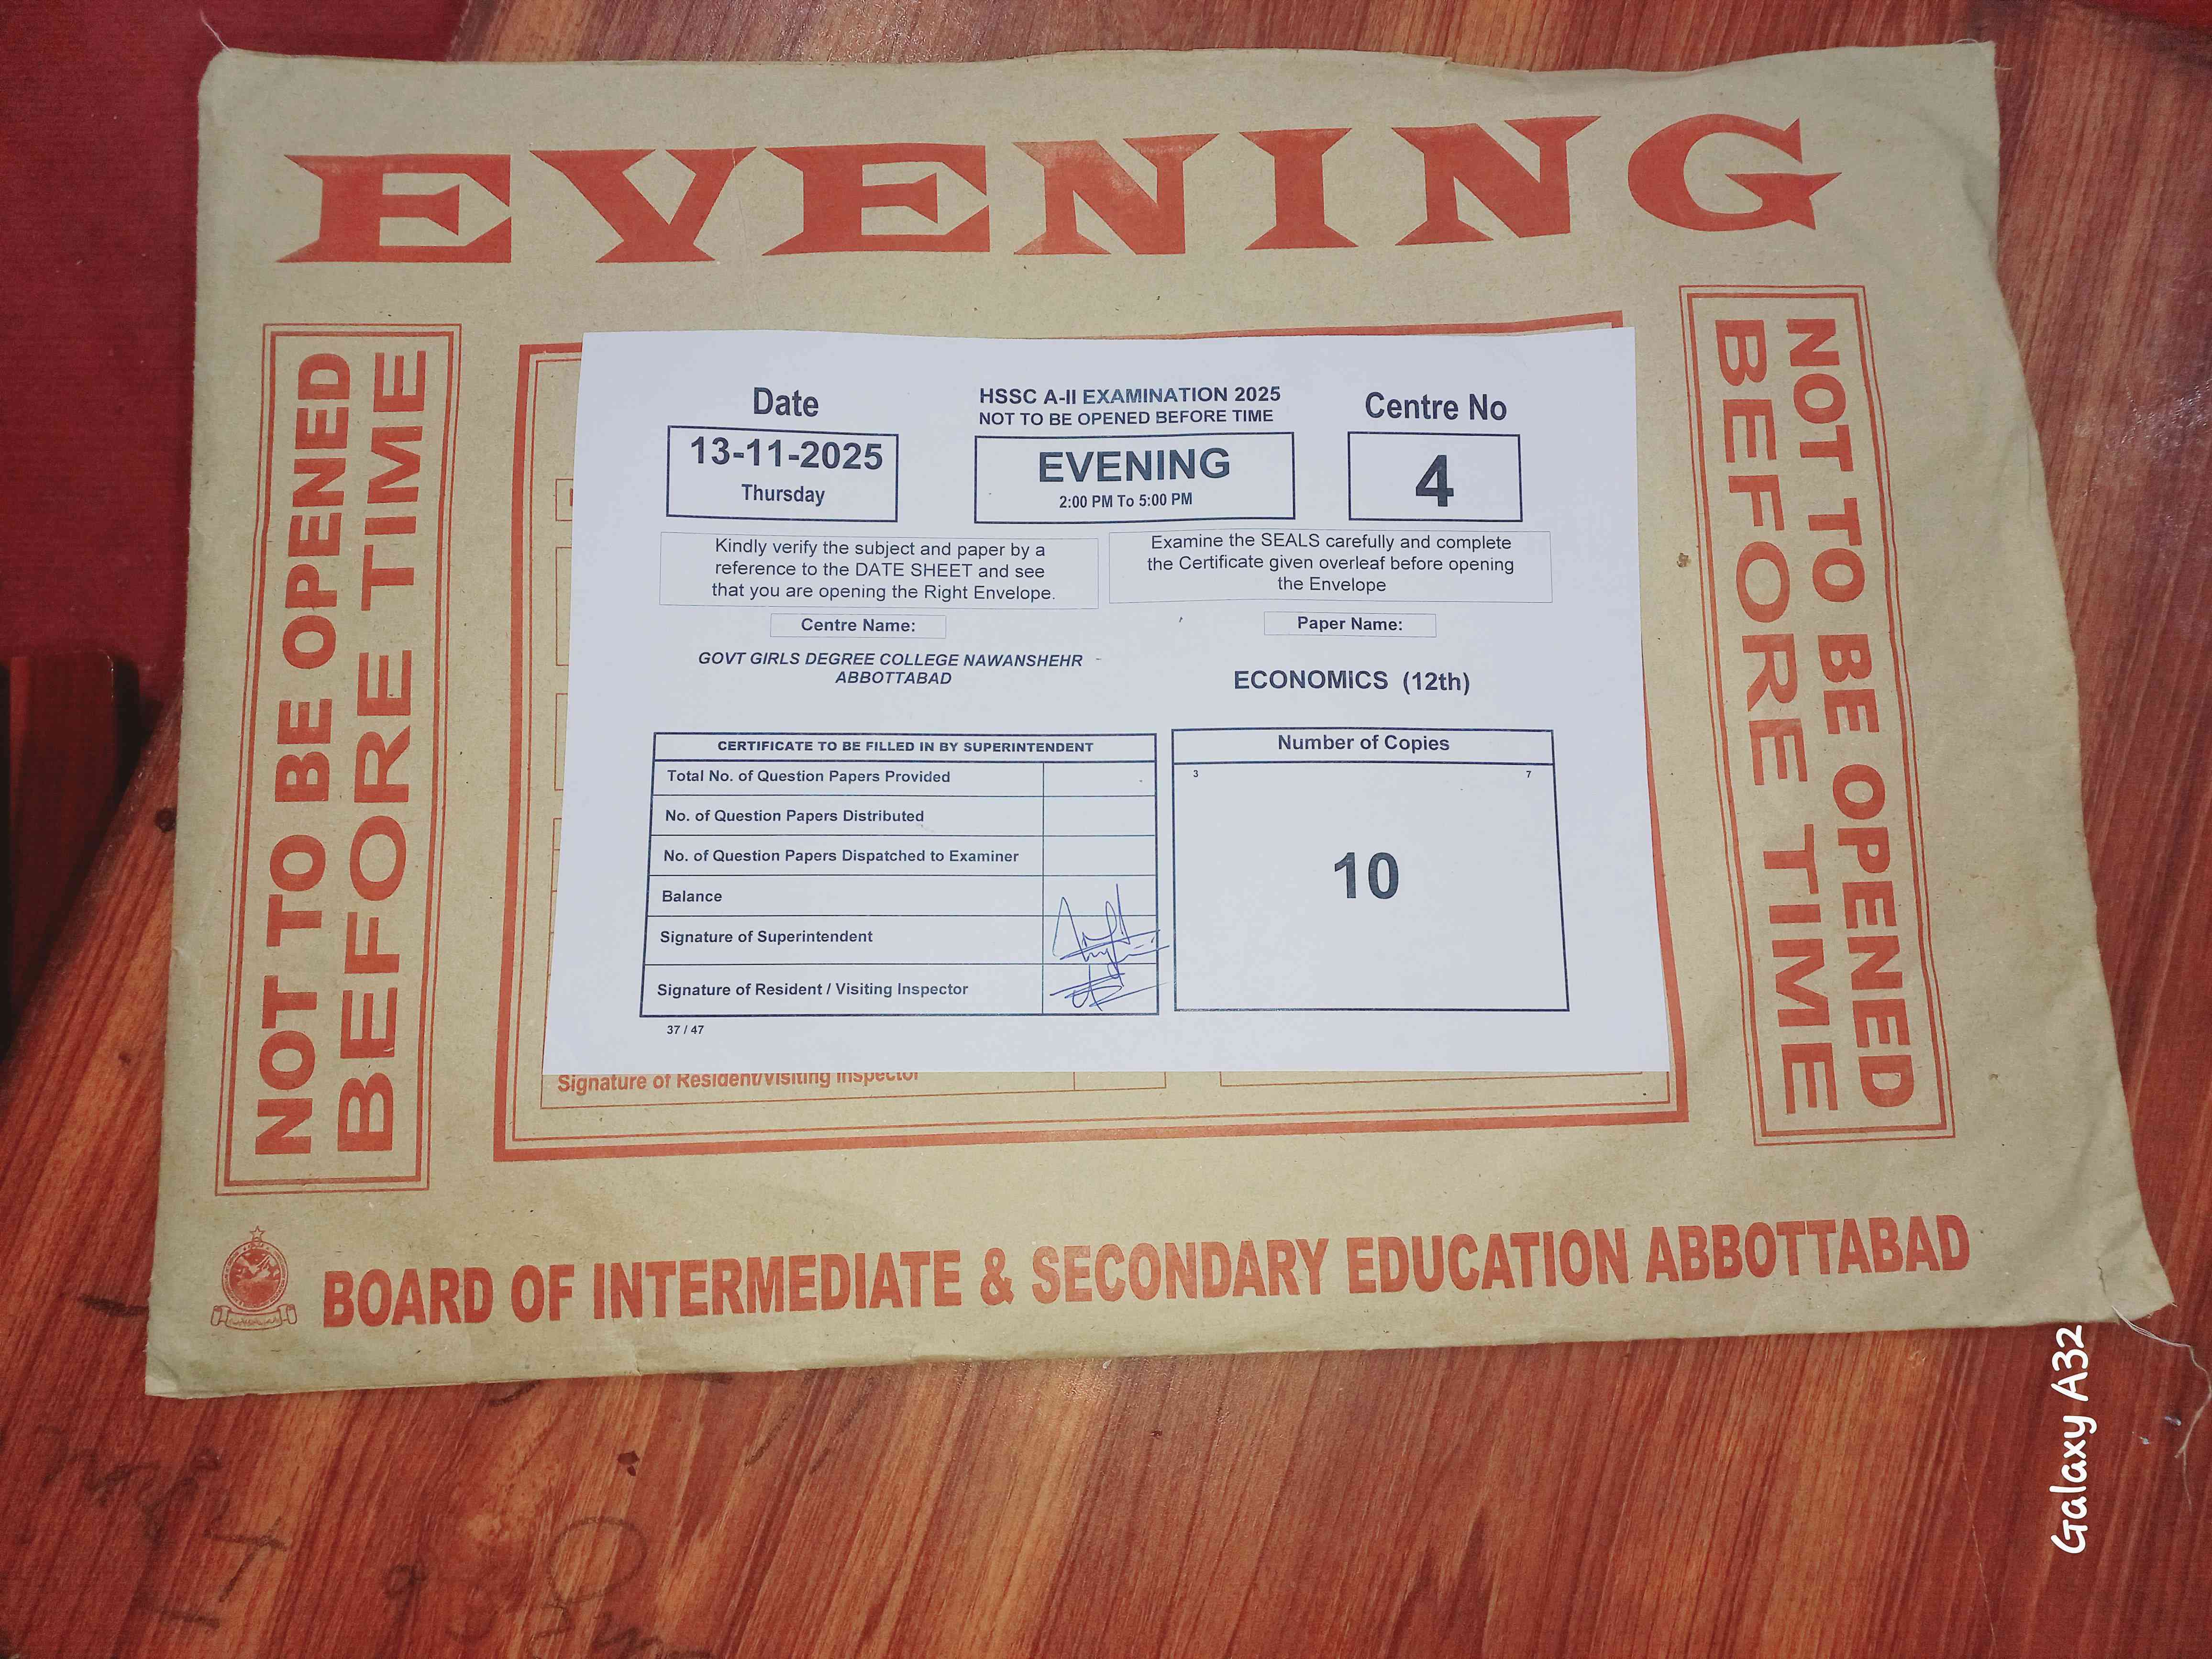 EVENING
NOT TO BE OPENED
BEFORE TIME
NOT TO BE OPENED
BEFORE TIME
Date
13-11-2025
Thursday
HSSC A-II EXAMINATION 2025
NOT TO BE OPENED BEFORE TIME
EVENING
2:00 PM To 5:00 PM
Centre No
4
Kindly verify the subject and paper by a
reference to the DATE SHEET and see
that you are opening the Right Envelope.
Examine the SEALS carefully and complete
the Certificate given overleaf before opening
the Envelope
Centre Name:
GOVT GIRLS DEGREE COLLEGE NAWANSHEHR
ABBOTTABAD
Paper Name:
ECONOMICS (12th)
CERTIFICATE TO BE FILLED IN BY SUPERINTENDENT
Total No. of Question Papers Provided
No. of Question Papers Distributed
No. of Question Papers Dispatched to Examiner
Balance
Signature of Superintendent
Signature of Resident / Visiting Inspector
37 / 47
Number of Copies
3 7
10
Signature of Resident/Visiting Inspector
BOARD OF INTERMEDIATE & SECONDARY EDUCATION ABBOTTABAD
Galaxy A32